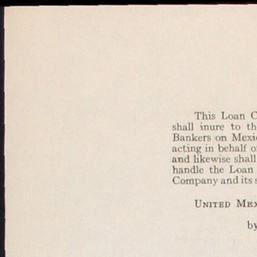 This Loan C
shall inure to th
Bankers on Mexic
acting in behalf o
and likewise shall
handle the Loan
Company and its s
UNITED MEX
by